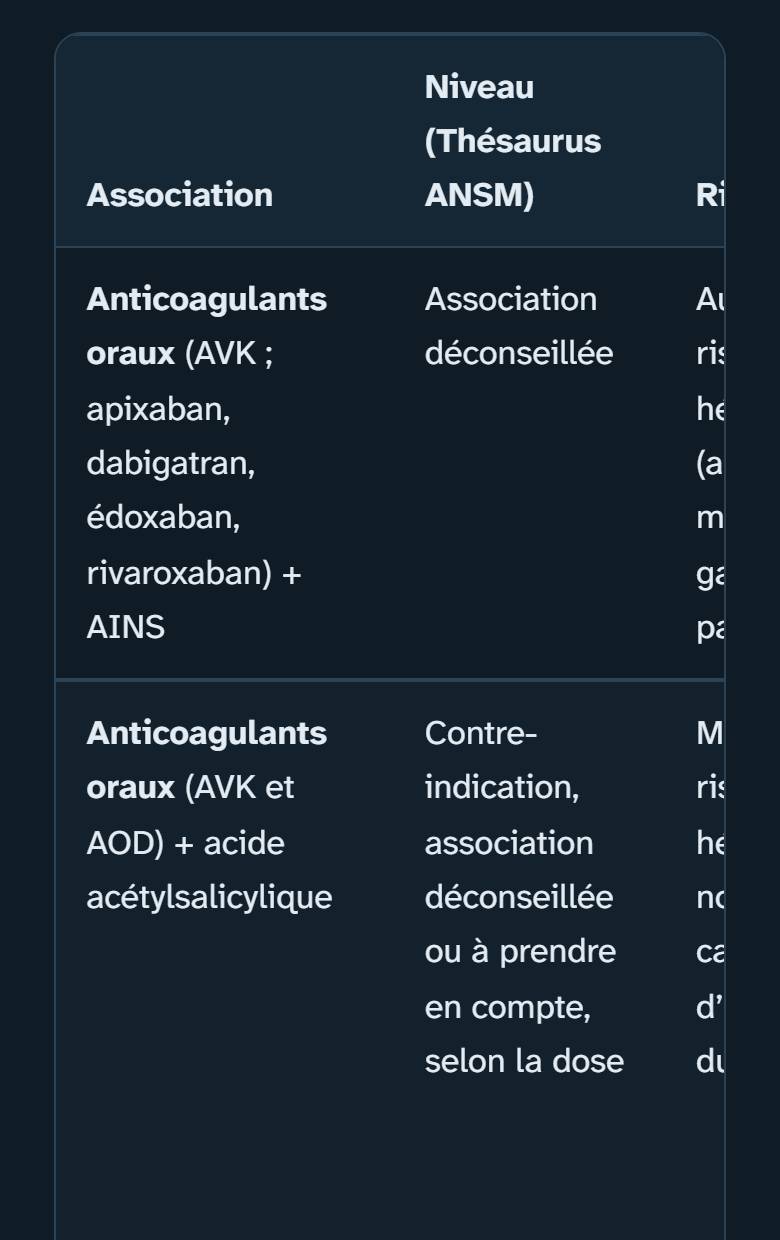 Association
Niveau
(Thésaurus
ANSM)
Anticoagulants
oraux (AVK ;
apixaban,
dabigatran,
édoxaban,
rivaroxaban) +
AINS
Association
déconseillée
Anticoagulants
oraux (AVK et
AOD) + acide
acétylsalicylique
Contre-
indication,
association
déconseillée
ou à prendre
en compte,
selon la dose